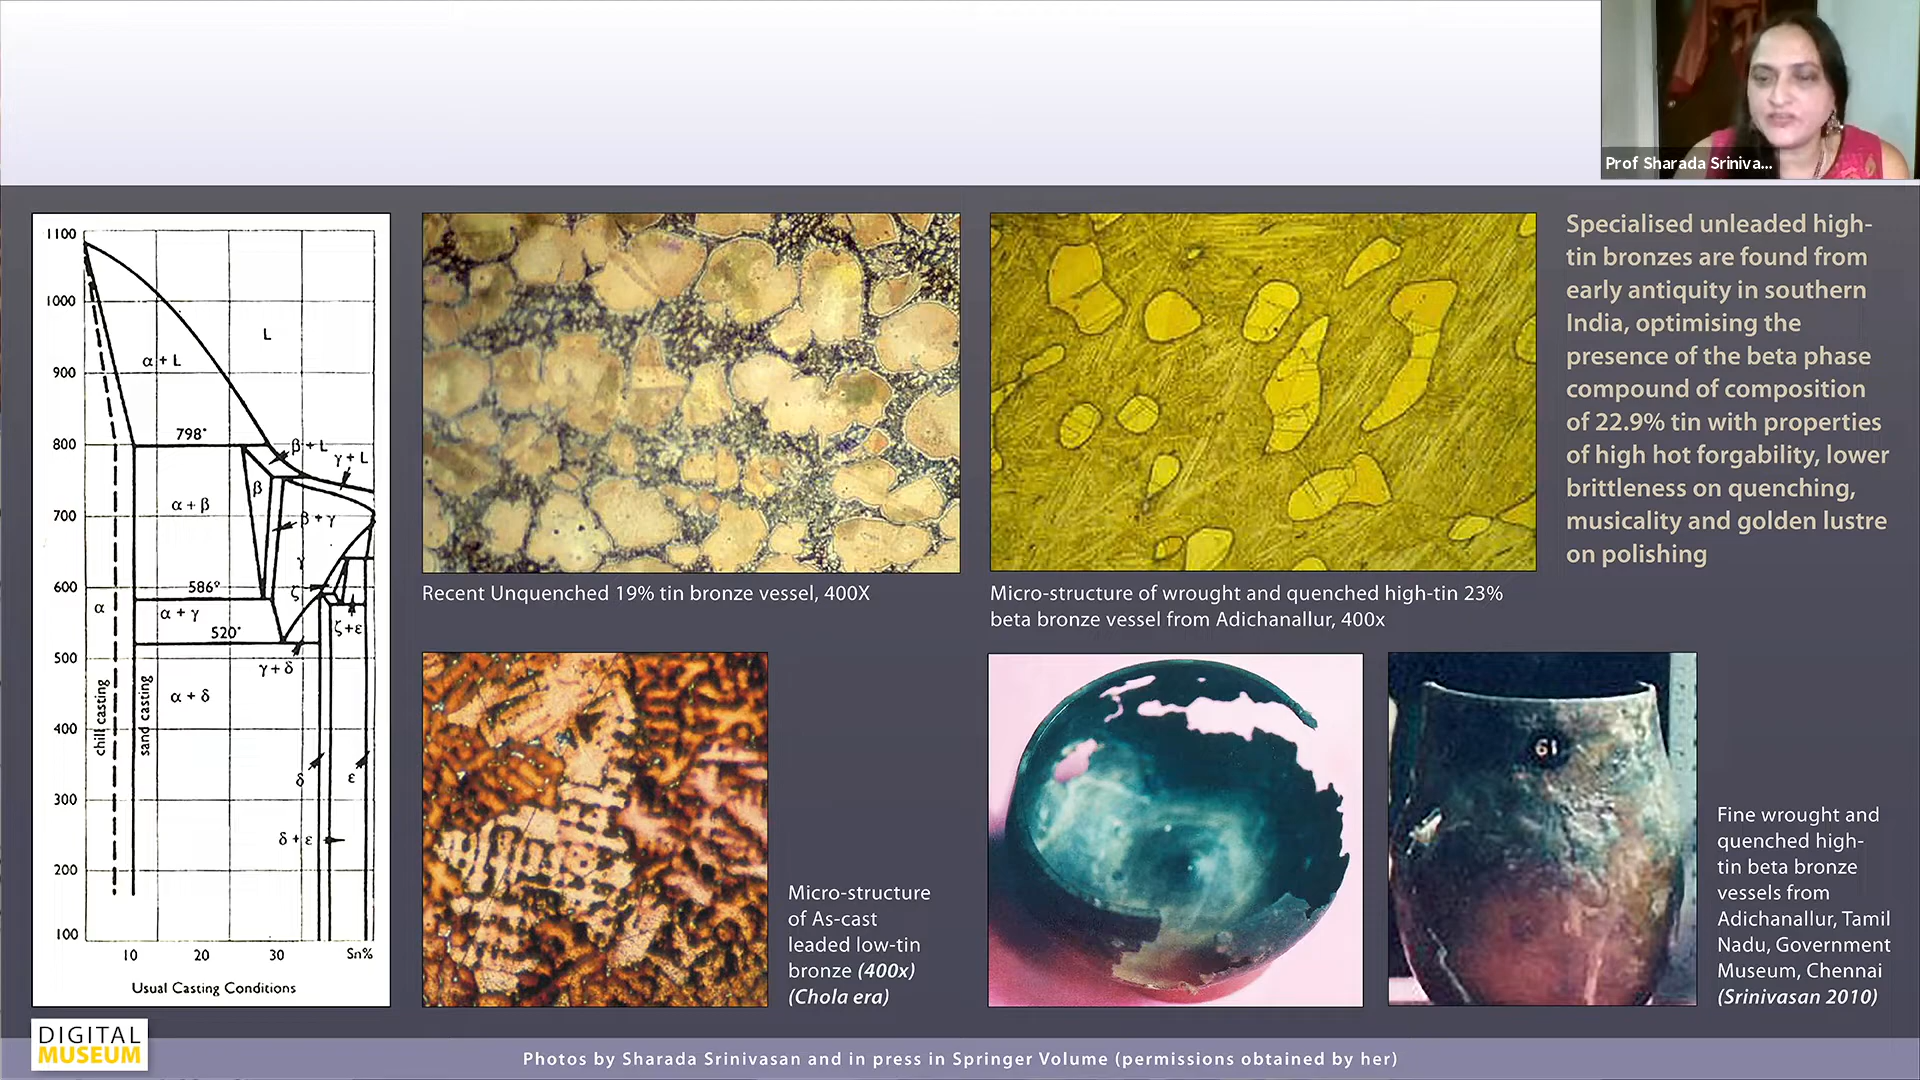 Prof Sharada Sriniva...
1100
1000
900
800
700
600
500
400
300
200
100
L
α + L
798°
β + L
γ + L
β
α + β
β + γ
γ
586°
ζ
α
α + γ
520°
ζ + ε
γ + δ
α + δ
chill casting
sand casting
δ
ε
δ + ε
10 20 30 Sn%
Usual Casting Conditions
Recent Unquenched 19% tin bronze vessel, 400X
Micro-structure of wrought and quenched high-tin 23%
beta bronze vessel from Adichanallur, 400x
Specialised unleaded high-
tin bronzes are found from
early antiquity in southern
India, optimising the
presence of the beta phase
compound of composition
of 22.9% tin with properties
of high hot forgability, lower
brittleness on quenching,
musicality and golden lustre
on polishing
Micro-structure
of As-cast
leaded low-tin
bronze (400x)
(Chola era)
61
Fine wrought and
quenched high-
tin beta bronze
vessels from
Adichanallur, Tamil
Nadu, Government
Museum, Chennai
(Srinivasan 2010)
DIGITAL
MUSEUM
Photos by Sharada Srinivasan and in press in Springer Volume (permissions obtained by her)